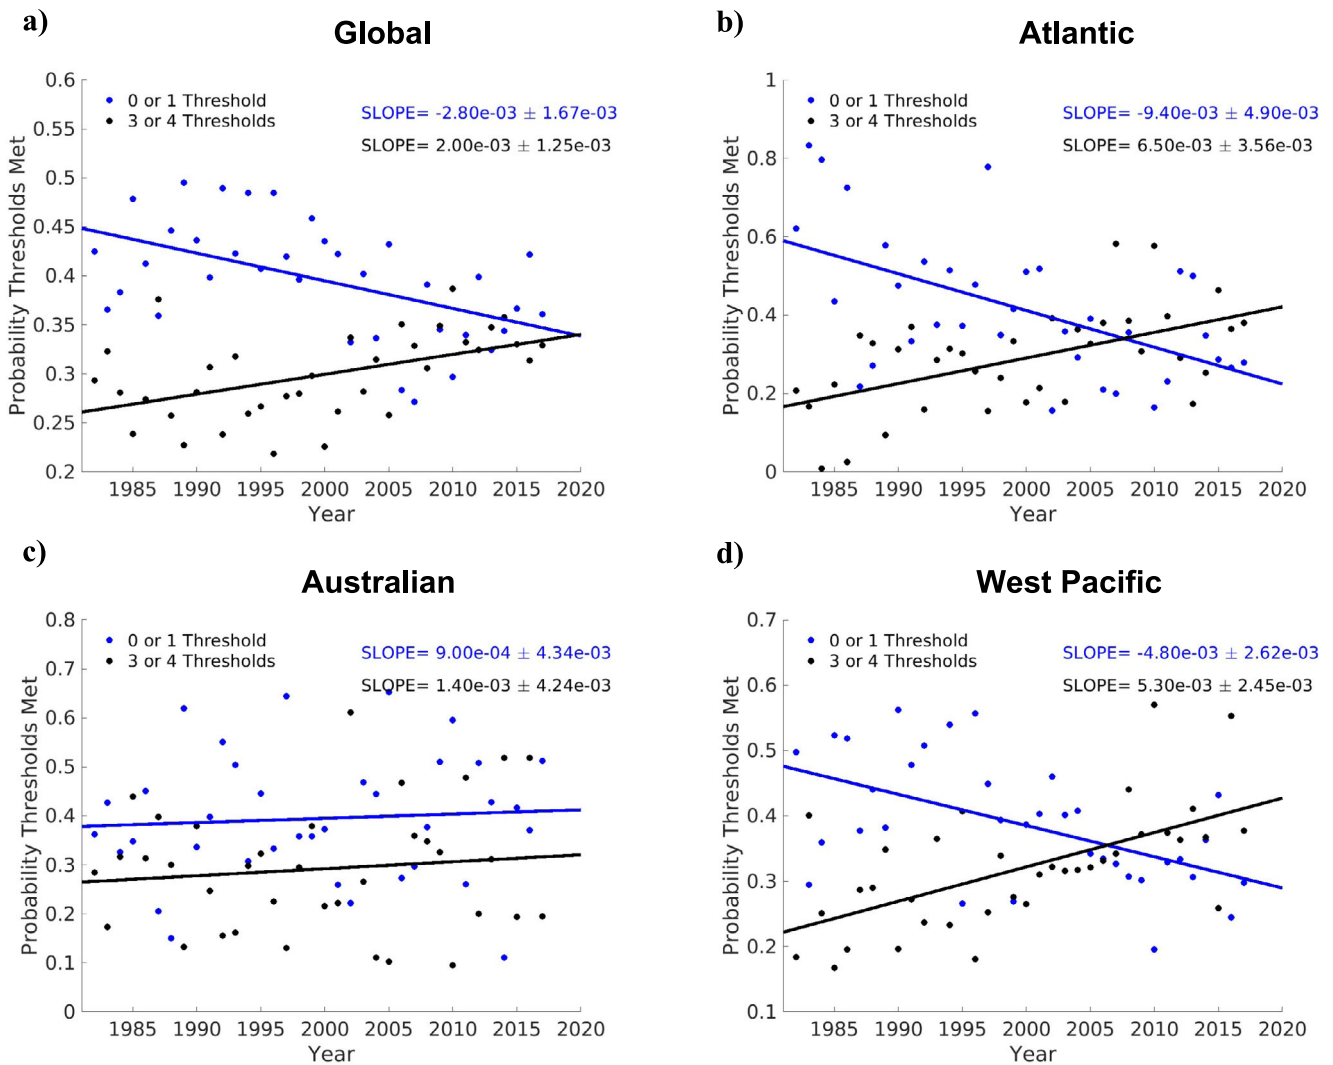 a)
Global
Probability Thresholds Met
0.6
0.55
0.5
0.45
0.4
0.35
0.3
0.25
0.2
0 or 1 Threshold
3 or 4 Thresholds
SLOPE= -2.80e-03 ± 1.67e-03
SLOPE= 2.00e-03 ± 1.25e-03
1985 1990 1995 2000 2005 2010 2015 2020
Year
b)
Atlantic
Probability Thresholds Met
1
0.8
0.6
0.4
0.2
0
0 or 1 Threshold
3 or 4 Thresholds
SLOPE= -9.40e-03 ± 4.90e-03
SLOPE= 6.50e-03 ± 3.56e-03
1985 1990 1995 2000 2005 2010 2015 2020
Year
c)
Australian
Probability Thresholds Met
0.8
0.7
0.6
0.5
0.4
0.3
0.2
0.1
0
0 or 1 Threshold
3 or 4 Thresholds
SLOPE= 9.00e-04 ± 4.34e-03
SLOPE= 1.40e-03 ± 4.24e-03
1985 1990 1995 2000 2005 2010 2015 2020
Year
d)
West Pacific
Probability Thresholds Met
0.7
0.6
0.5
0.4
0.3
0.2
0.1
0 or 1 Threshold
3 or 4 Thresholds
SLOPE= -4.80e-03 ± 2.62e-03
SLOPE= 5.30e-03 ± 2.45e-03
1985 1990 1995 2000 2005 2010 2015 2020
Year